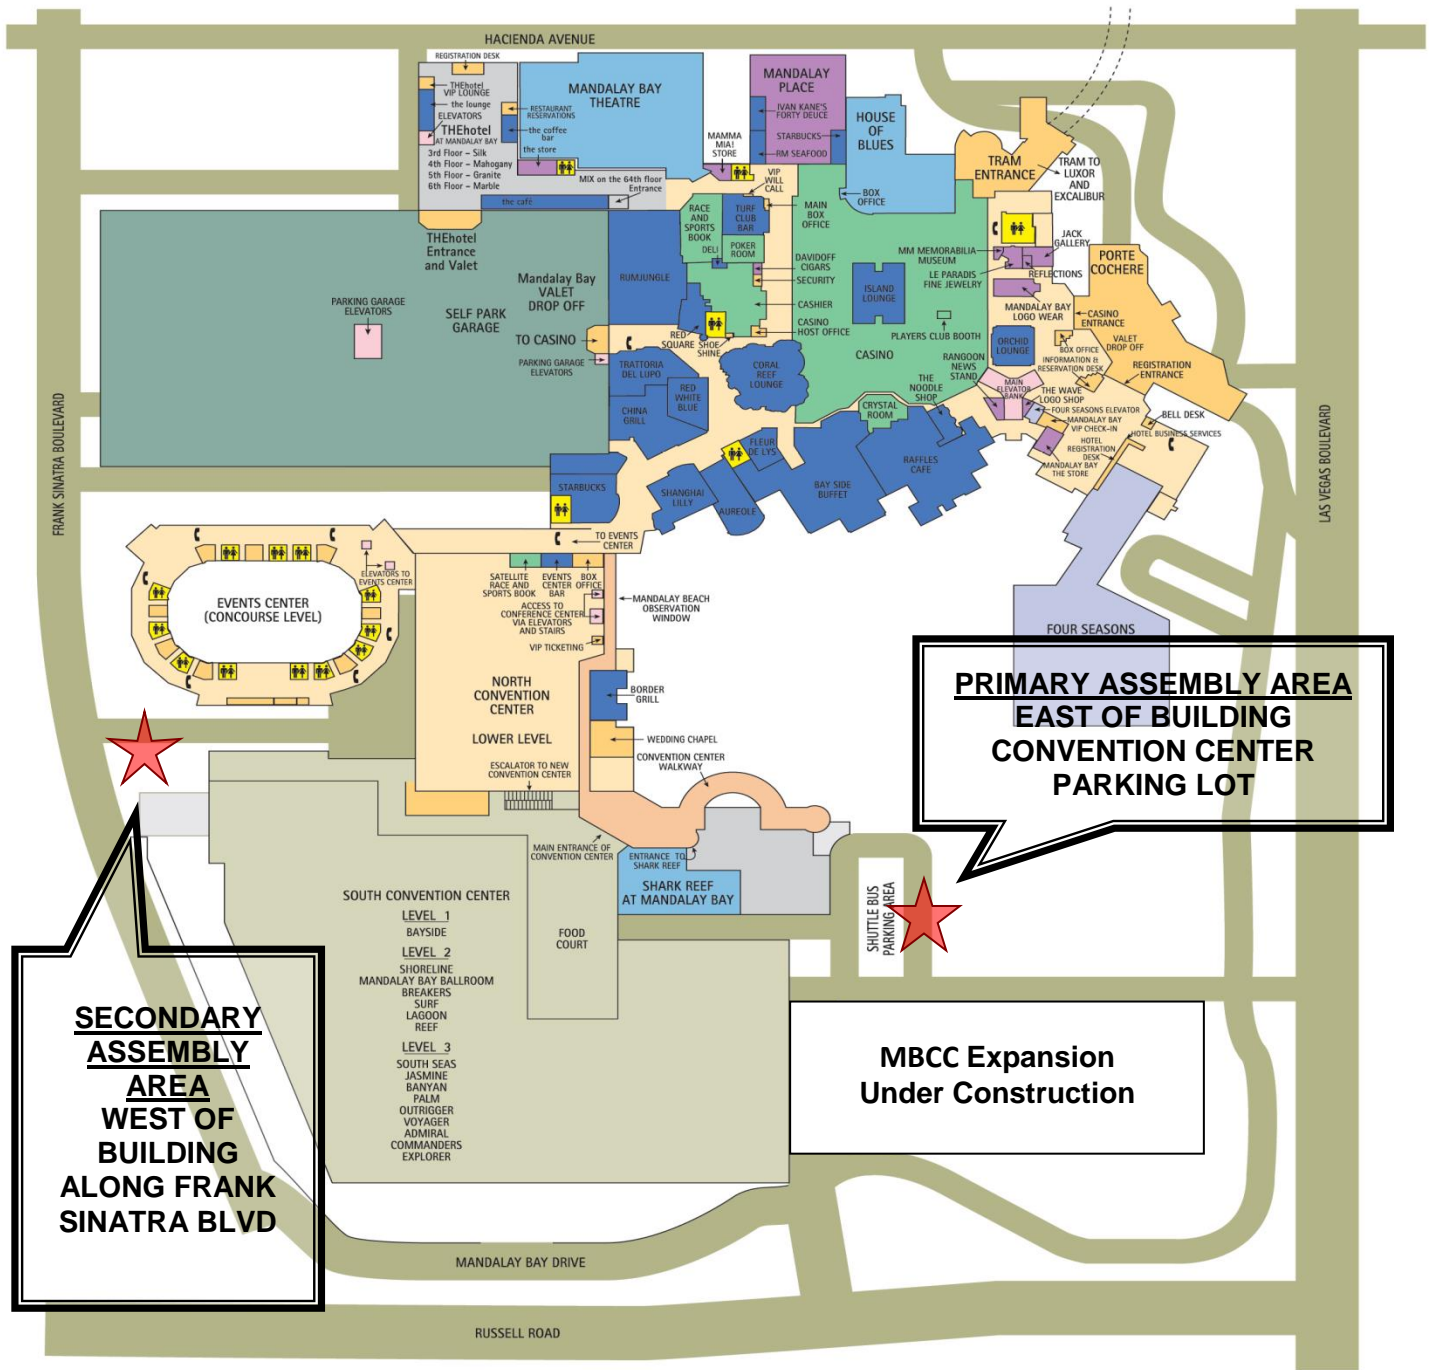 HACIENDA AVENUE
REGISTRATION DESK
THEhotel
VIP LOUNGE
the lounge
ELEVATORS
THEhotel
AT MANDALAY BAY
3rd Floor – Silk
4th Floor – Mahogany
5th Floor – Granite
6th Floor – Marble
RESTAURANT
RESERVATIONS
the coffee
bar
the store
MIX on the 64th floor
Entrance
the café
MANDALAY BAY
THEATRE
MAMMA
MIA!
STORE
MANDALAY
PLACE
IVAN KANE'S
FORTY DEUCE
STARBUCKS
RM SEAFOOD
HOUSE
OF
BLUES
VIP
WILL
CALL
BOX
OFFICE
MAIN
BOX
OFFICE
TRAM
ENTRANCE
TRAM TO
LUXOR
AND
EXCALIBUR
RACE
AND
SPORTS
BOOK
TURF
CLUB
BAR
DELI
POKER
ROOM
DAVIDOFF
CIGARS
SECURITY
CASHIER
CASINO
HOST OFFICE
RUMJUNGLE
RED
SQUARE
SHOE
SHINE
ISLAND
LOUNGE
PLAYERS CLUB BOOTH
CASINO
MM MEMORABILIA
MUSEUM
JACK
GALLERY
LE PARADIS
FINE JEWELRY
REFLECTIONS
MANDALAY BAY
LOGO WEAR
PORTE
COCHERE
CASINO
ENTRANCE
VALET
DROP OFF
BOX OFFICE
INFORMATION &
RESERVATION DESK
REGISTRATION
ENTRANCE
ORCHID
LOUNGE
RANGOON
NEWS
STAND
MAIN
ELEVATOR
BANK
THE WAVE
LOGO SHOP
FOUR SEASONS ELEVATOR
MANDALAY BAY
VIP CHECK-IN
BELL DESK
HOTEL BUSINESS SERVICES
HOTEL
REGISTRATION
DESK
MANDALAY BAY
THE STORE
THEhotel
Entrance
and Valet
Mandalay Bay
VALET
DROP OFF
PARKING GARAGE
ELEVATORS
SELF PARK
GARAGE
TO CASINO
PARKING GARAGE
ELEVATORS
TRATTORIA
DEL LUPO
RED
WHITE
BLUE
CHINA
GRILL
CORAL
REEF
LOUNGE
THE
NOODLE
SHOP
CRYSTAL
ROOM
FLEUR
DE LYS
RAFFLES
CAFE
BAY SIDE
BUFFET
SHANGHAI
LILLY
AUREOLE
STARBUCKS
FRANK SINATRA BOULEVARD
LAS VEGAS BOULEVARD
TO EVENTS
CENTER
ELEVATORS TO
EVENTS CENTER
EVENTS CENTER
(CONCOURSE LEVEL)
SATELLITE
RACE AND
SPORTS BOOK
EVENTS
CENTER
BAR
BOX
OFFICE
ACCESS TO
CONFERENCE CENTER
VIA ELEVATORS
AND STAIRS
VIP TICKETING
MANDALAY BEACH
OBSERVATION
WINDOW
FOUR SEASONS
NORTH
CONVENTION
CENTER
LOWER LEVEL
BORDER
GRILL
WEDDING CHAPEL
CONVENTION CENTER
WALKWAY
ESCALATOR TO NEW
CONVENTION CENTER
PRIMARY ASSEMBLY AREA
EAST OF BUILDING
CONVENTION CENTER
PARKING LOT
MAIN ENTRANCE OF
CONVENTION CENTER
ENTRANCE TO
SHARK REEF
SHARK REEF
AT MANDALAY BAY
SHUTTLE BUS
PARKING AREA
SOUTH CONVENTION CENTER
LEVEL 1
BAYSIDE
LEVEL 2
SHORELINE
MANDALAY BAY BALLROOM
BREAKERS
SURF
LAGOON
REEF
LEVEL 3
SOUTH SEAS
JASMINE
BANYAN
PALM
OUTRIGGER
VOYAGER
ADMIRAL
COMMANDERS
EXPLORER
FOOD
COURT
SECONDARY
ASSEMBLY
AREA
WEST OF
BUILDING
ALONG FRANK
SINATRA BLVD
MBCC Expansion
Under Construction
MANDALAY BAY DRIVE
RUSSELL ROAD